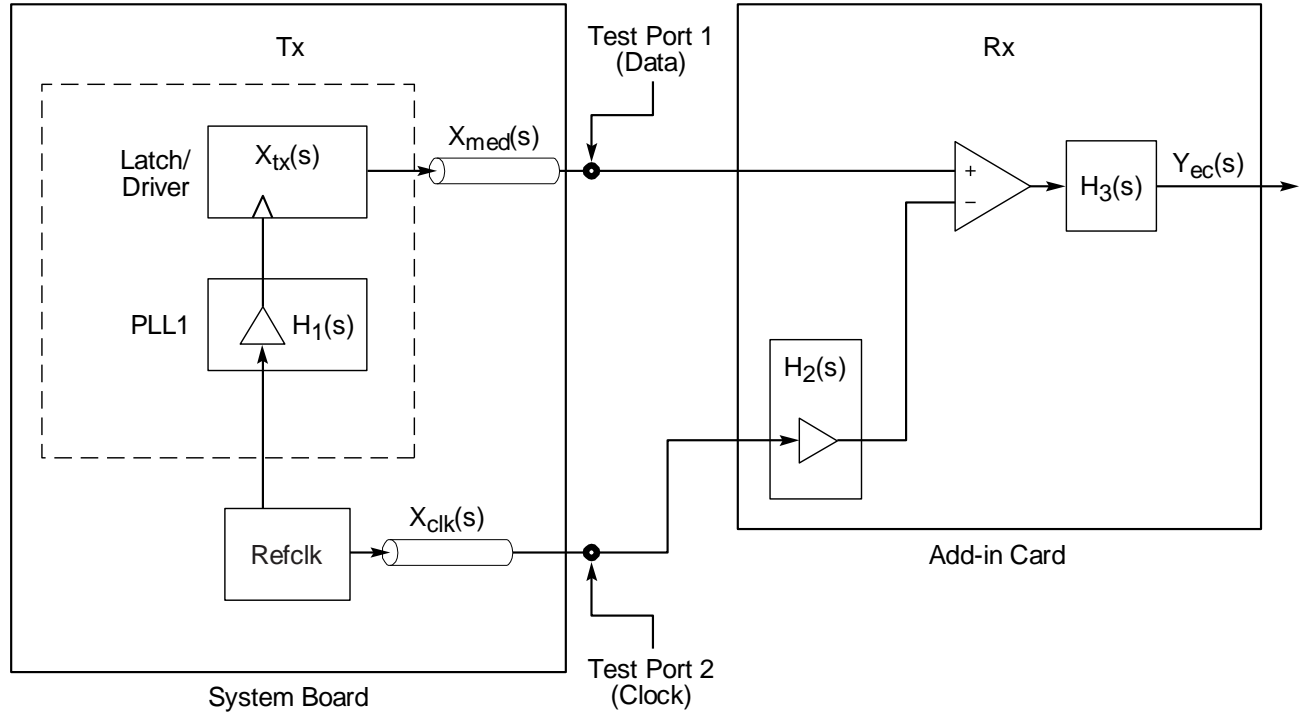 Tx
Test Port 1
(Data)
Rx
Latch/
Driver
X_tx(s)
X_med(s)
+
−
H_3(s)
Y_ec(s)
PLL1
H_1(s)
H_2(s)
Refclk
X_clk(s)
Add-in Card
Test Port 2
(Clock)
System Board